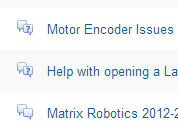 Motor Encoder Issues
Help with opening a La
Matrix Robotics 2012-2